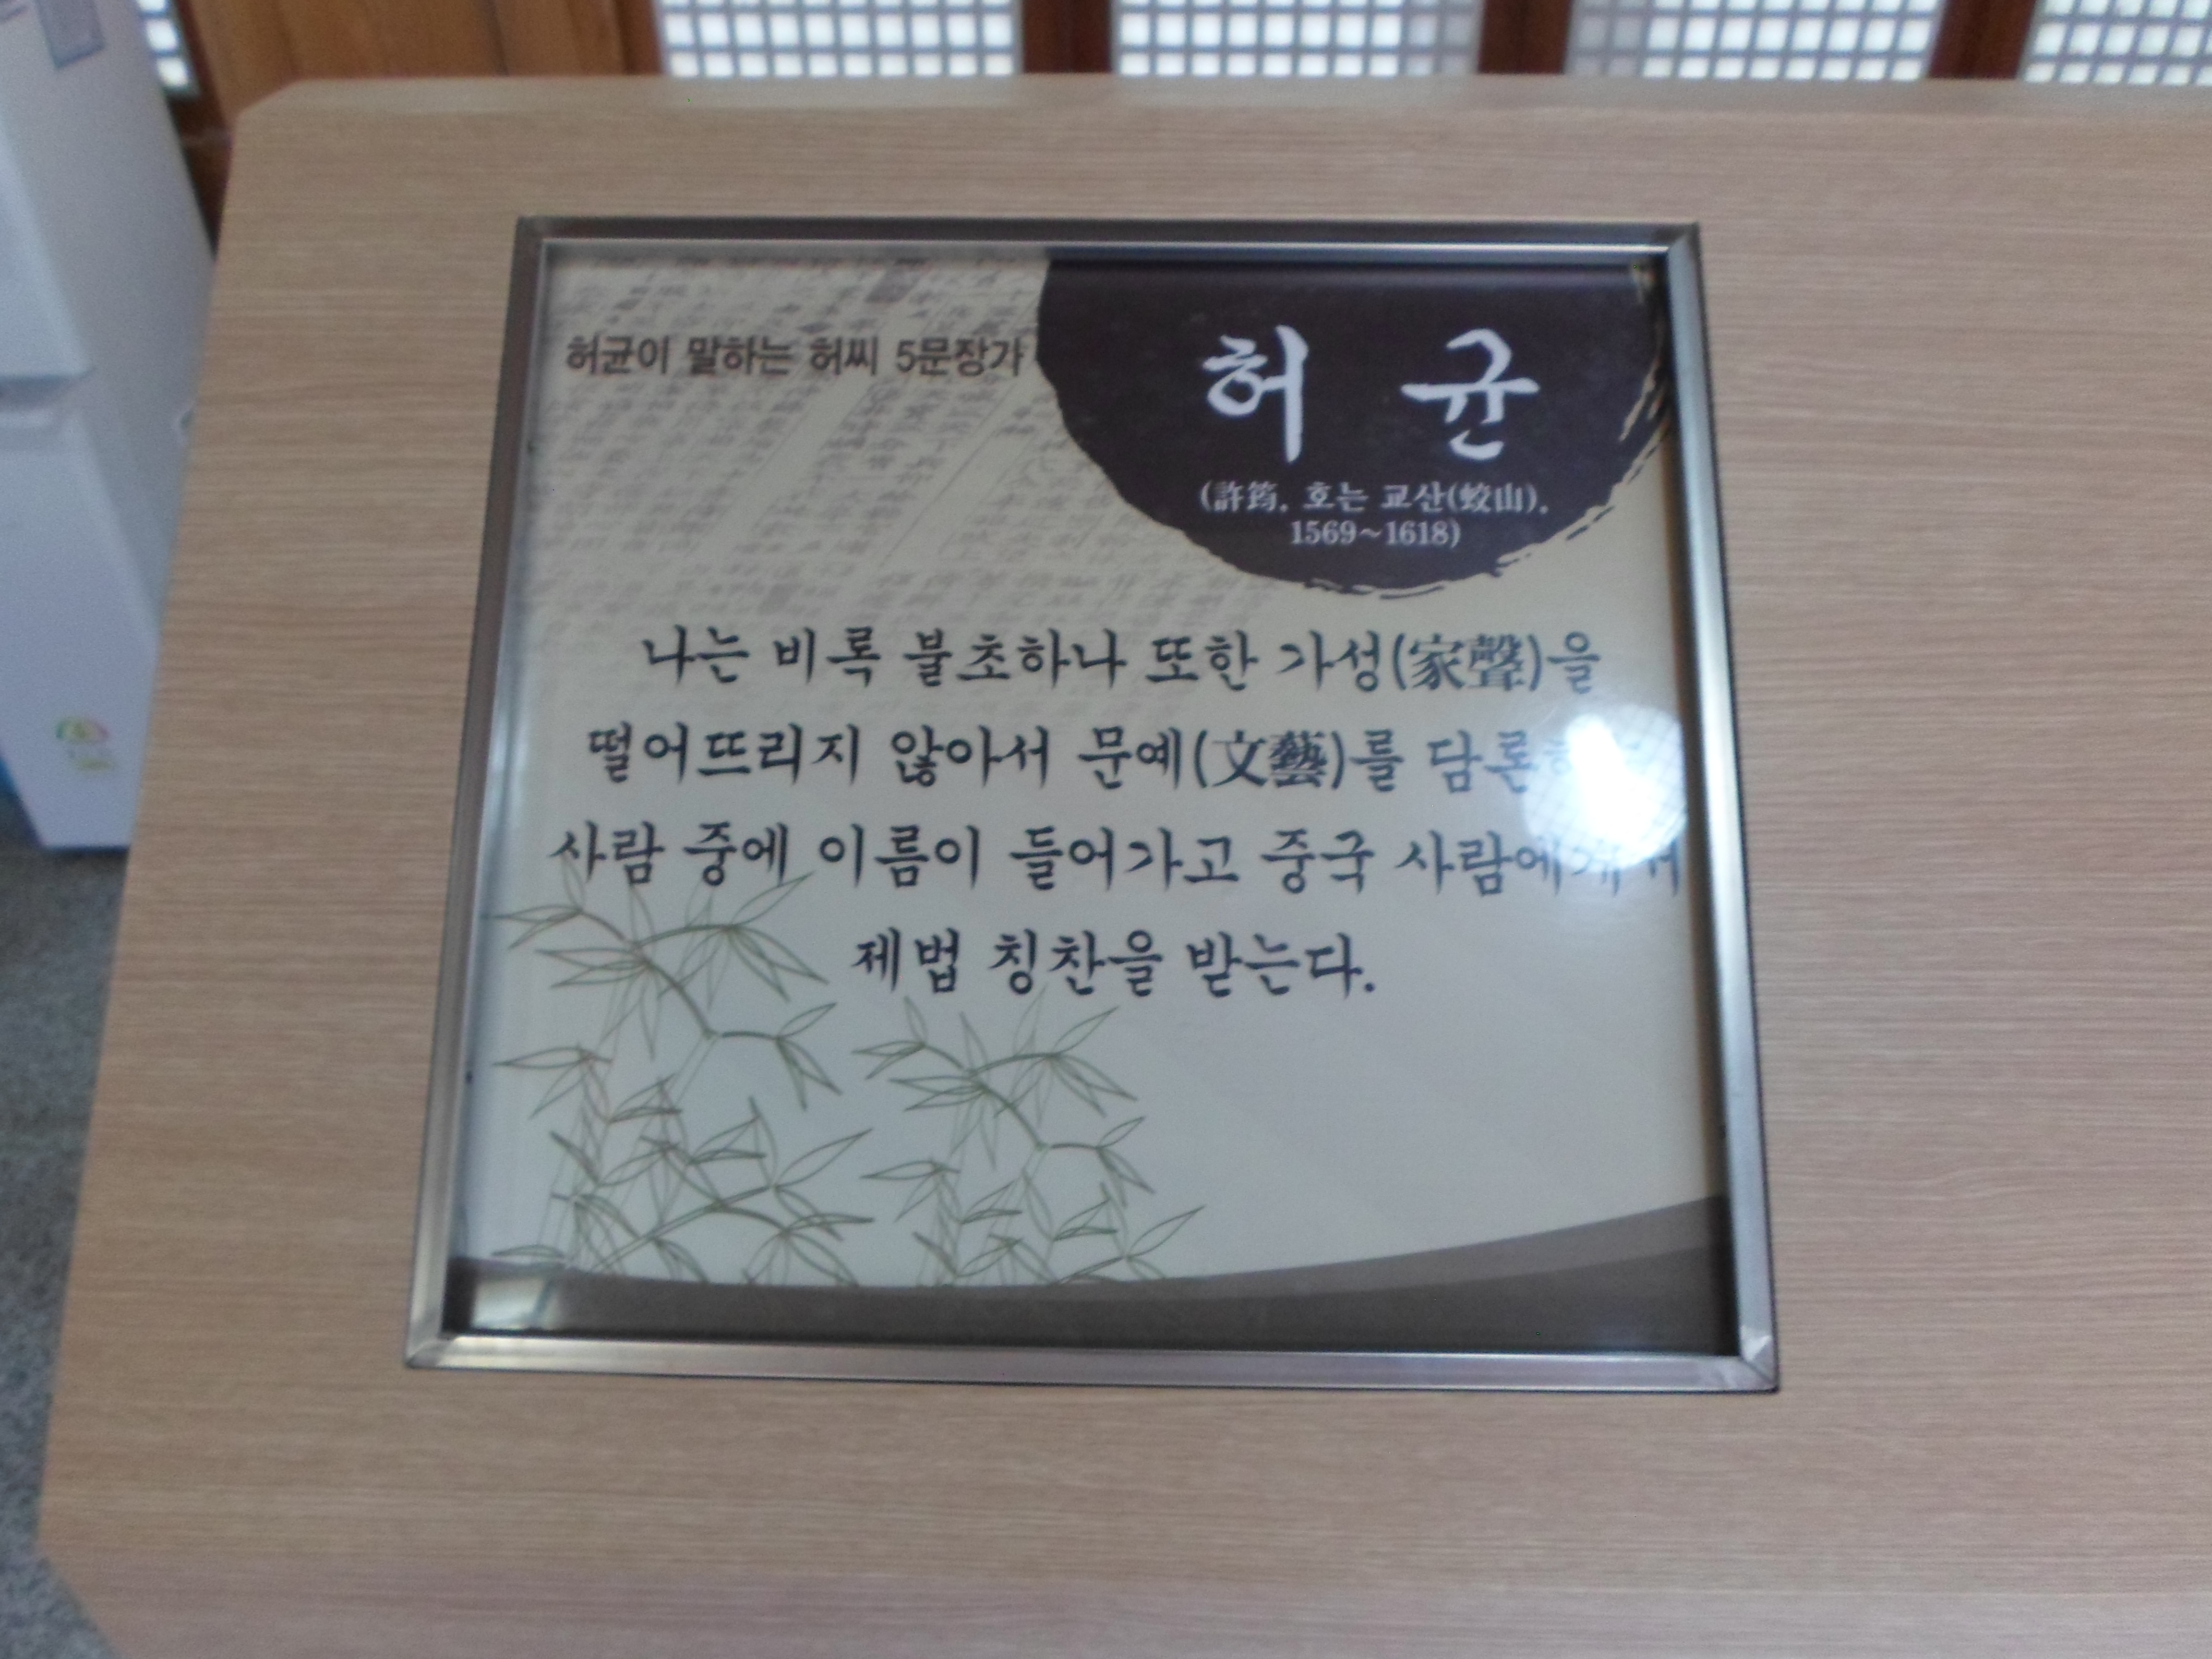 허균이 말하는 허씨 5문장가
허 균
(許筠, 호는 교산(蛟山),
1569~1618)
나는 비록 불초하나 또한 가성(家聲)을
떨어뜨리지 않아서 문예(文藝)를 담론
사람 중에 이름이 들어가고 중국 사람에게서
제법 칭찬을 받는다.